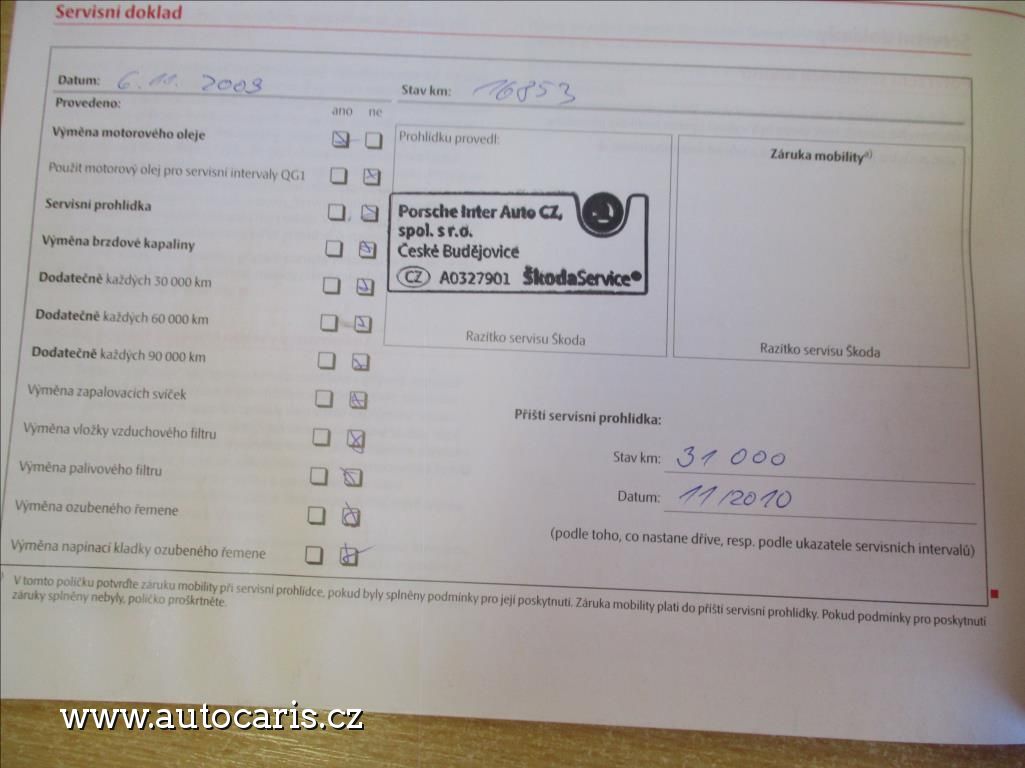 Servisní doklad
Datum: 6.11. 2009
Stav km: 16853
Provedeno:
ano ne
Výměna motorového oleje
Použit motorový olej pro servisní intervaly QG1
Servisní prohlídka
Výměna brzdové kapaliny
Dodatečně každých 30 000 km
Dodatečně každých 60 000 km
Dodatečně každých 90 000 km
Výměna zapalovacích svíček
Výměna vložky vzduchového filtru
Výměna palivového filtru
Výměna ozubeného řemene
Výměna napínací kladky ozubeného řemene
Prohlídku provedl:
Porsche Inter Auto CZ,
spol. s r.o.
České Budějovice
CZ A0327901 ŠkodaService
Razítko servisu Škoda
Záruka mobility a)
Razítko servisu Škoda
Příští servisní prohlídka:
Stav km: 31 000
Datum: 11/2010
(podle toho, co nastane dříve, resp. podle ukazatele servisních intervalů)
V tomto políčku potvrďte záruku mobility při servisní prohlídce, pokud byly splněny podmínky pro její poskytnutí. Záruka mobility platí do příští servisní prohlídky. Pokud podmínky pro poskytnutí
záruky splněny nebyly, políčko proškrtněte.
www.autocaris.cz